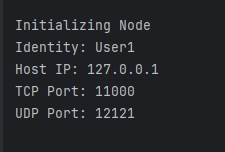 Initializing Node
Identity: User1
Host IP: 127.0.0.1
TCP Port: 11000
UDP Port: 12121